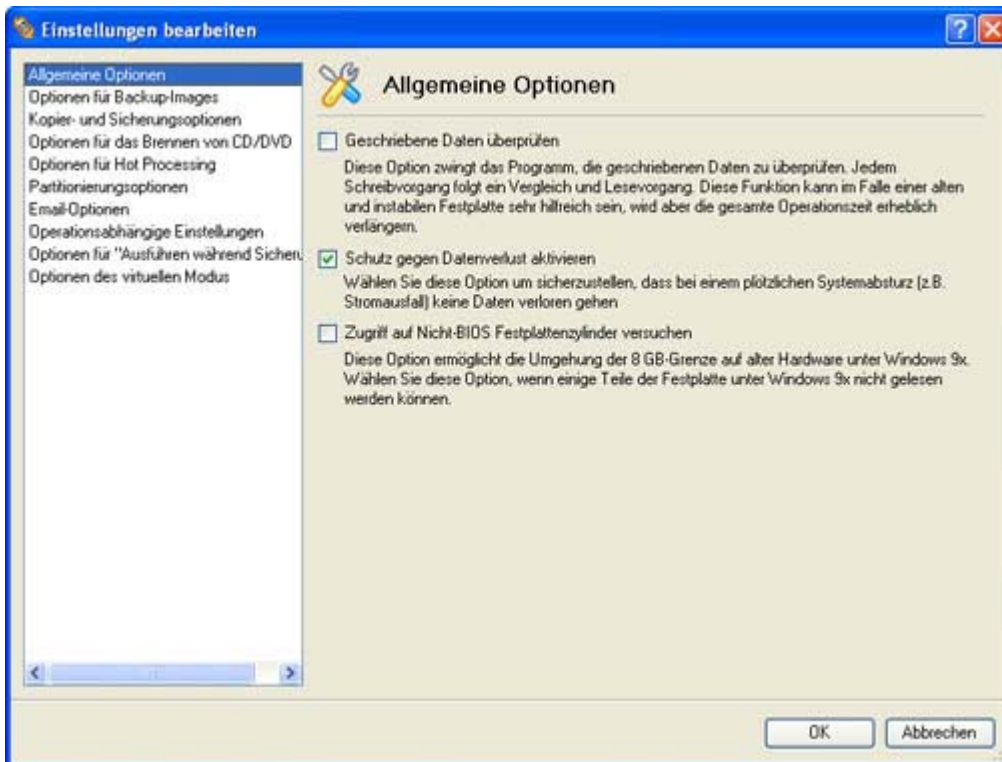 Einstellungen bearbeiten
Allgemeine Optionen
Optionen für Backup-Images
Kopier- und Sicherungsoptionen
Optionen für das Brennen von CD/DVD
Optionen für Hot Processing
Partitionierungsoptionen
Email-Optionen
Operationsabhängige Einstellungen
Optionen für "Ausführen während Sicheru
Optionen des virtuellen Modus
Allgemeine Optionen
Geschriebene Daten überprüfen
Diese Option zwingt das Programm, die geschriebenen Daten zu überprüfen. Jedem
Schreibvorgang folgt ein Vergleich und Lesevorgang. Diese Funktion kann im Falle einer alten
und instabilen Festplatte sehr hilfreich sein, wird aber die gesamte Operationszeit erheblich
verlängern.
Schutz gegen Datenverlust aktivieren
Wählen Sie diese Option um sicherzustellen, dass bei einem plötzlichen Systemabsturz (z.B.
Stromausfall) keine Daten verloren gehen
Zugriff auf Nicht-BIOS Festplattenzylinder versuchen
Diese Option ermöglicht die Umgehung der 8 GB-Grenze auf alter Hardware unter Windows 9x.
Wählen Sie diese Option, wenn einige Teile der Festplatte unter Windows 9x nicht gelesen
werden können.
OK
Abbrechen